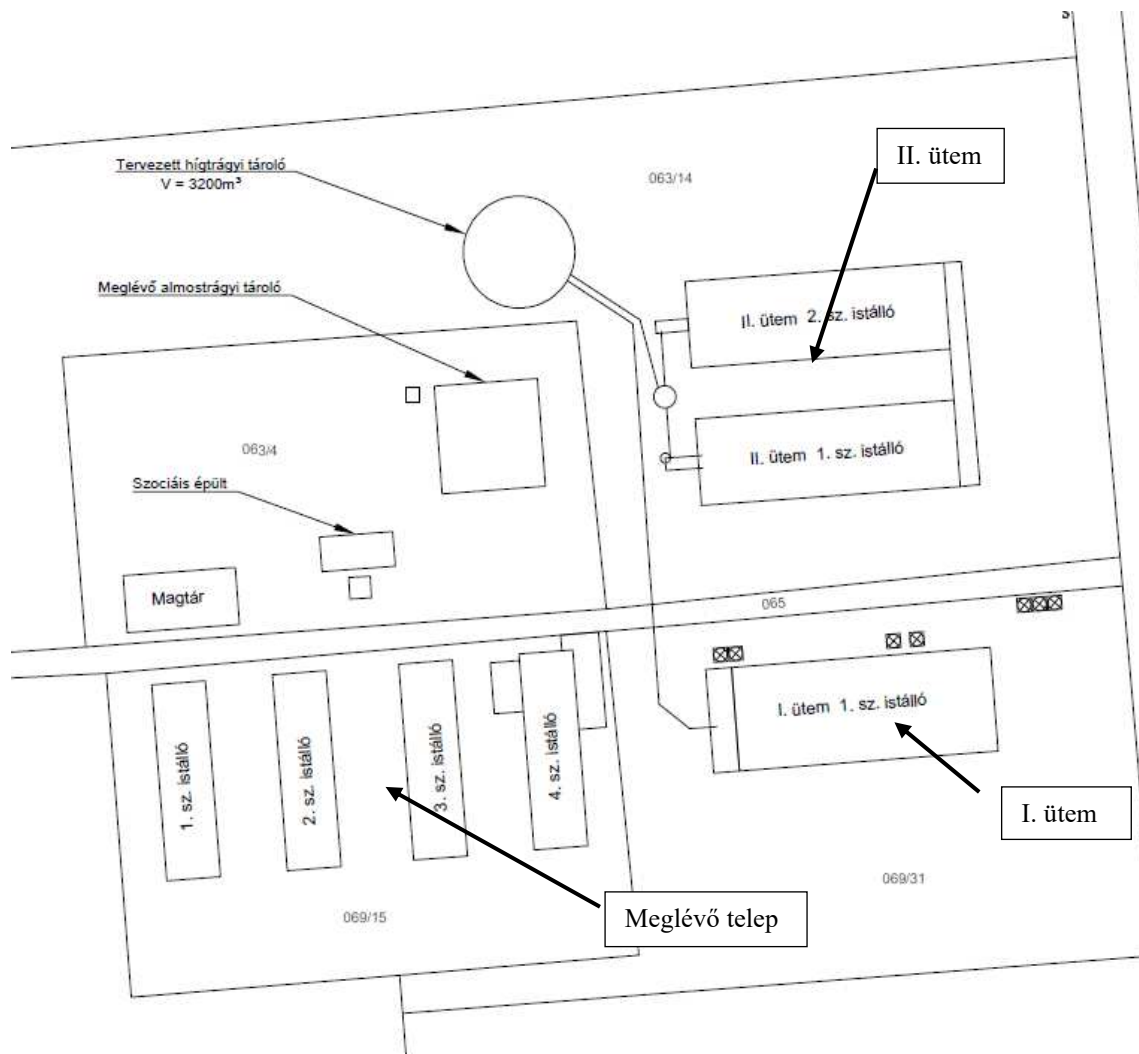 Tervezett hígtrágyi tároló
V = 3200m³
063/14
II. ütem
Meglévő almostrágyi tároló
II. ütem 2. sz. istálló
063/4
II. ütem 1. sz. istálló
Szociáis épült
Magtár
065
I. ütem 1. sz. istálló
1. sz. istálló
2. sz. istálló
3. sz. istálló
4. sz. istálló
I. ütem
069/31
069/15
Meglévő telep